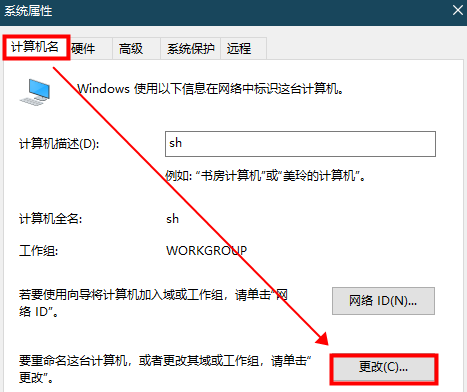 系统属性
计算机名 硬件 高级 系统保护 远程
Windows 使用以下信息在网络中标识这台计算机。
计算机描述(D): sh
例如: “书房计算机”或“美玲的计算机”。
计算机全名: sh
工作组: WORKGROUP
若要使用向导将计算机加入域或工作组，请单击“网
络 ID”。
网络 ID(N)...
要重命名这台计算机，或者更改其域或工作组，请单击“
更改”。
更改(C)...